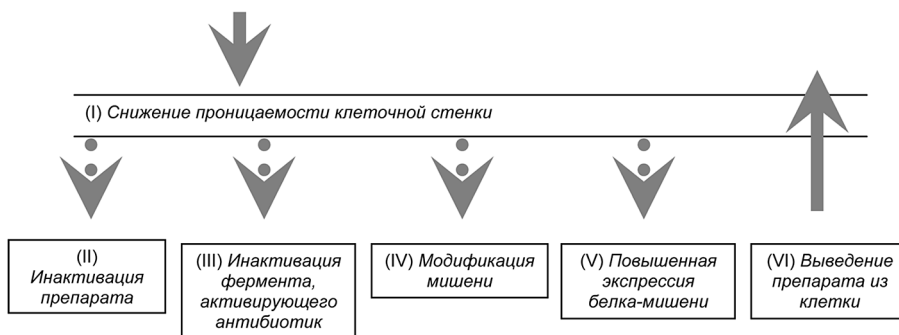 (I) Снижение проницаемости клеточной стенки
(II)
Инактивация
препарата
(III) Инактивация
фермента,
активирующего
антибиотик
(IV) Модификация
мишени
(V) Повышенная
экспрессия
белка-мишени
(VI) Выведение
препарата из
клетки